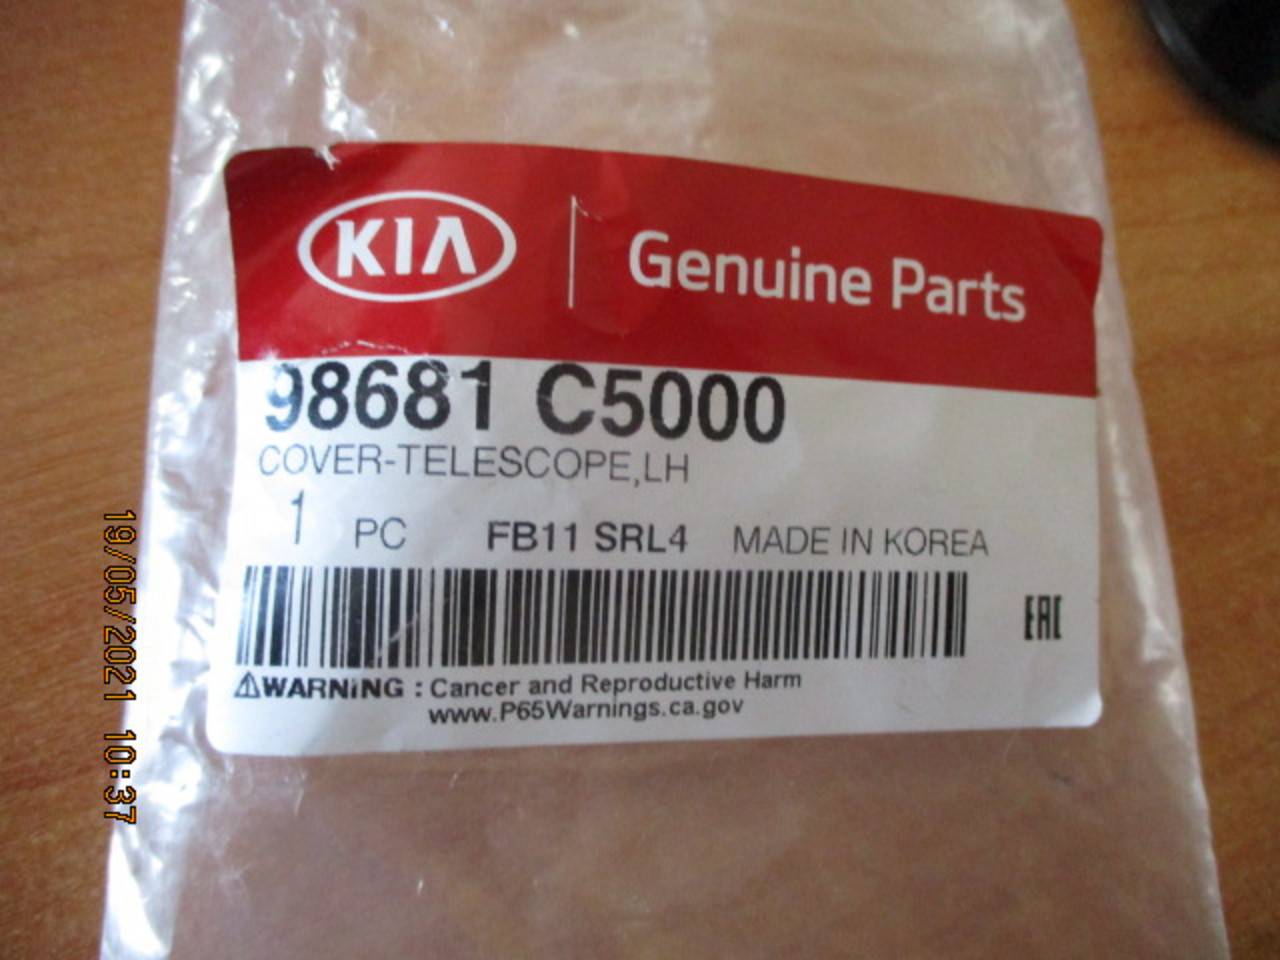 KIA Genuine Parts
98681 C5000
COVER-TELESCOPE,LH
1 PC FB11 SRL4 MADE IN KOREA
EAC
⚠WARNING : Cancer and Reproductive Harm
www.P65Warnings.ca.gov
19/05/2021 10:37